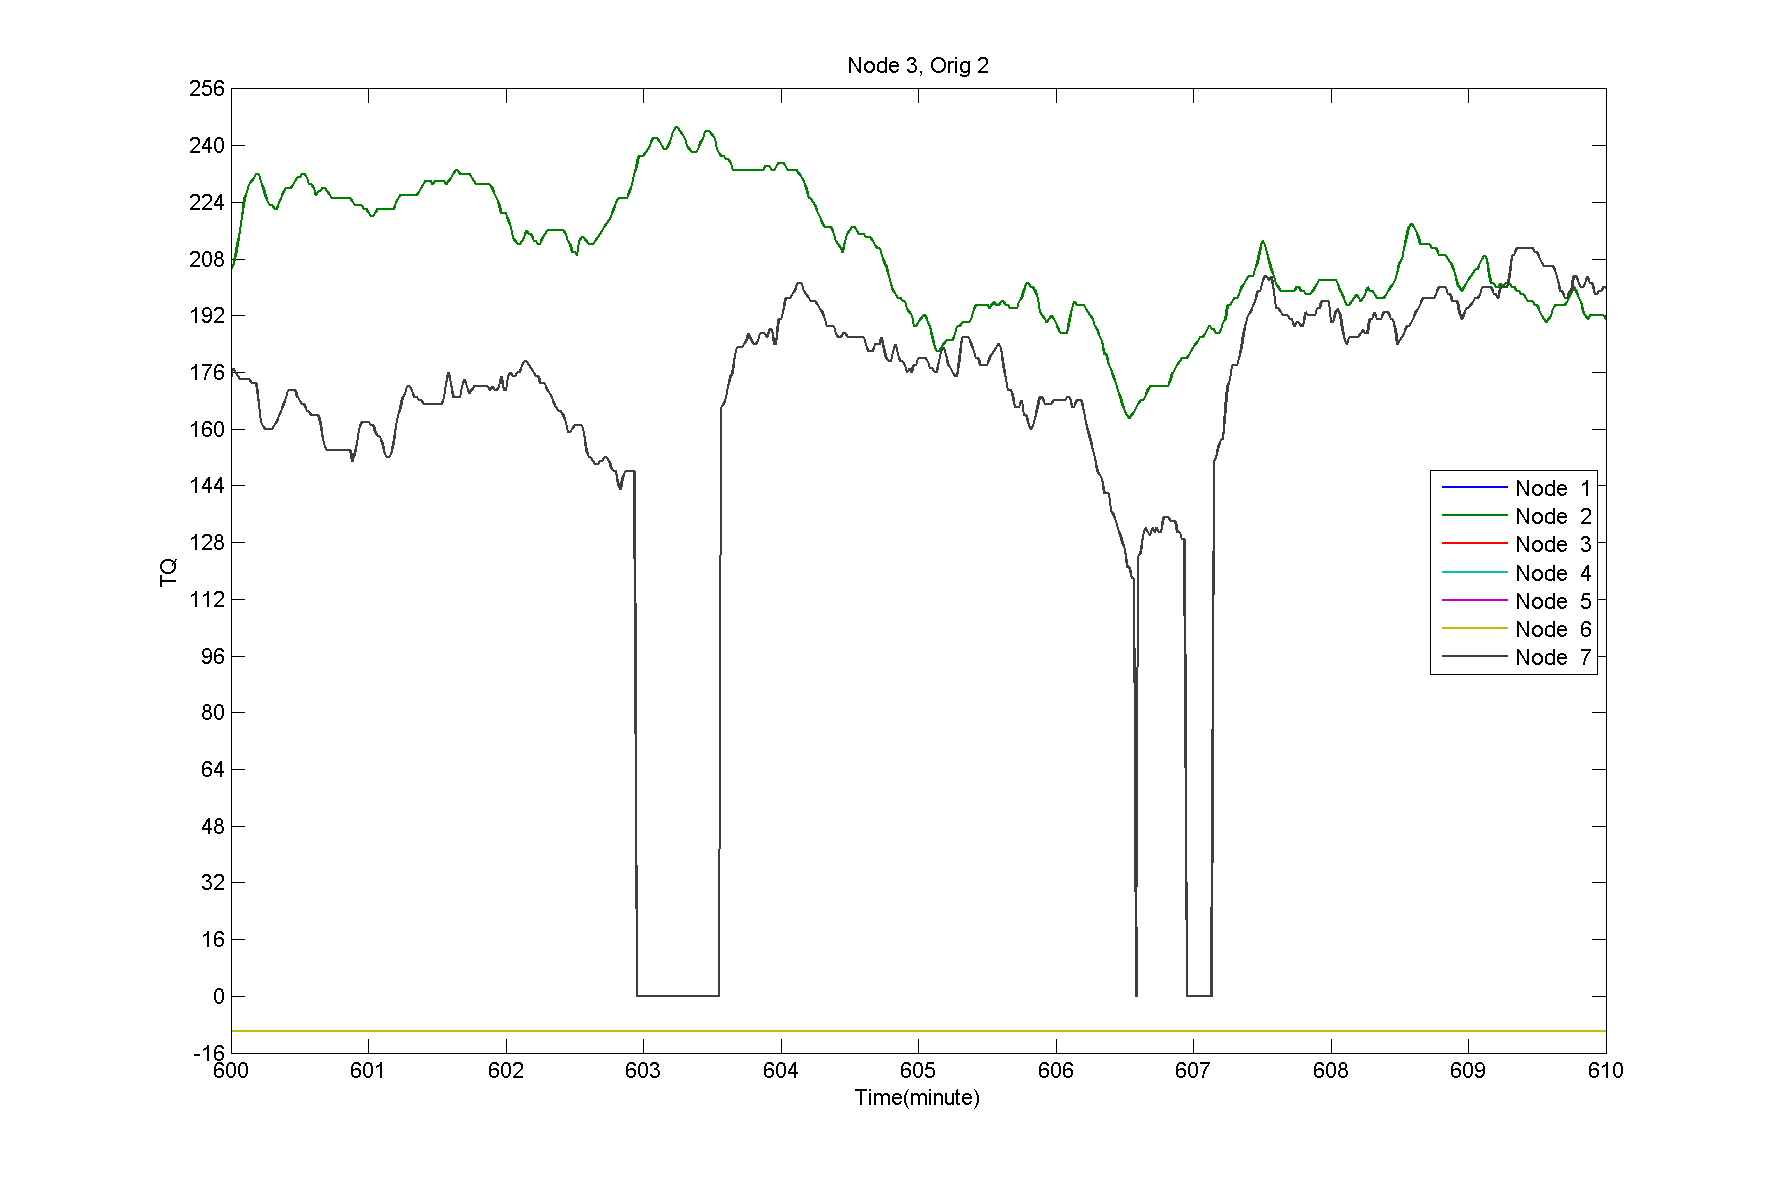 Node 3, Orig 2
256
240
224
208
192
176
160
144
128
112
96
80
64
48
32
16
0
-16
TQ
Node 1
Node 2
Node 3
Node 4
Node 5
Node 6
Node 7
600 601 602 603 604 605 606 607 608 609 610
Time(minute)